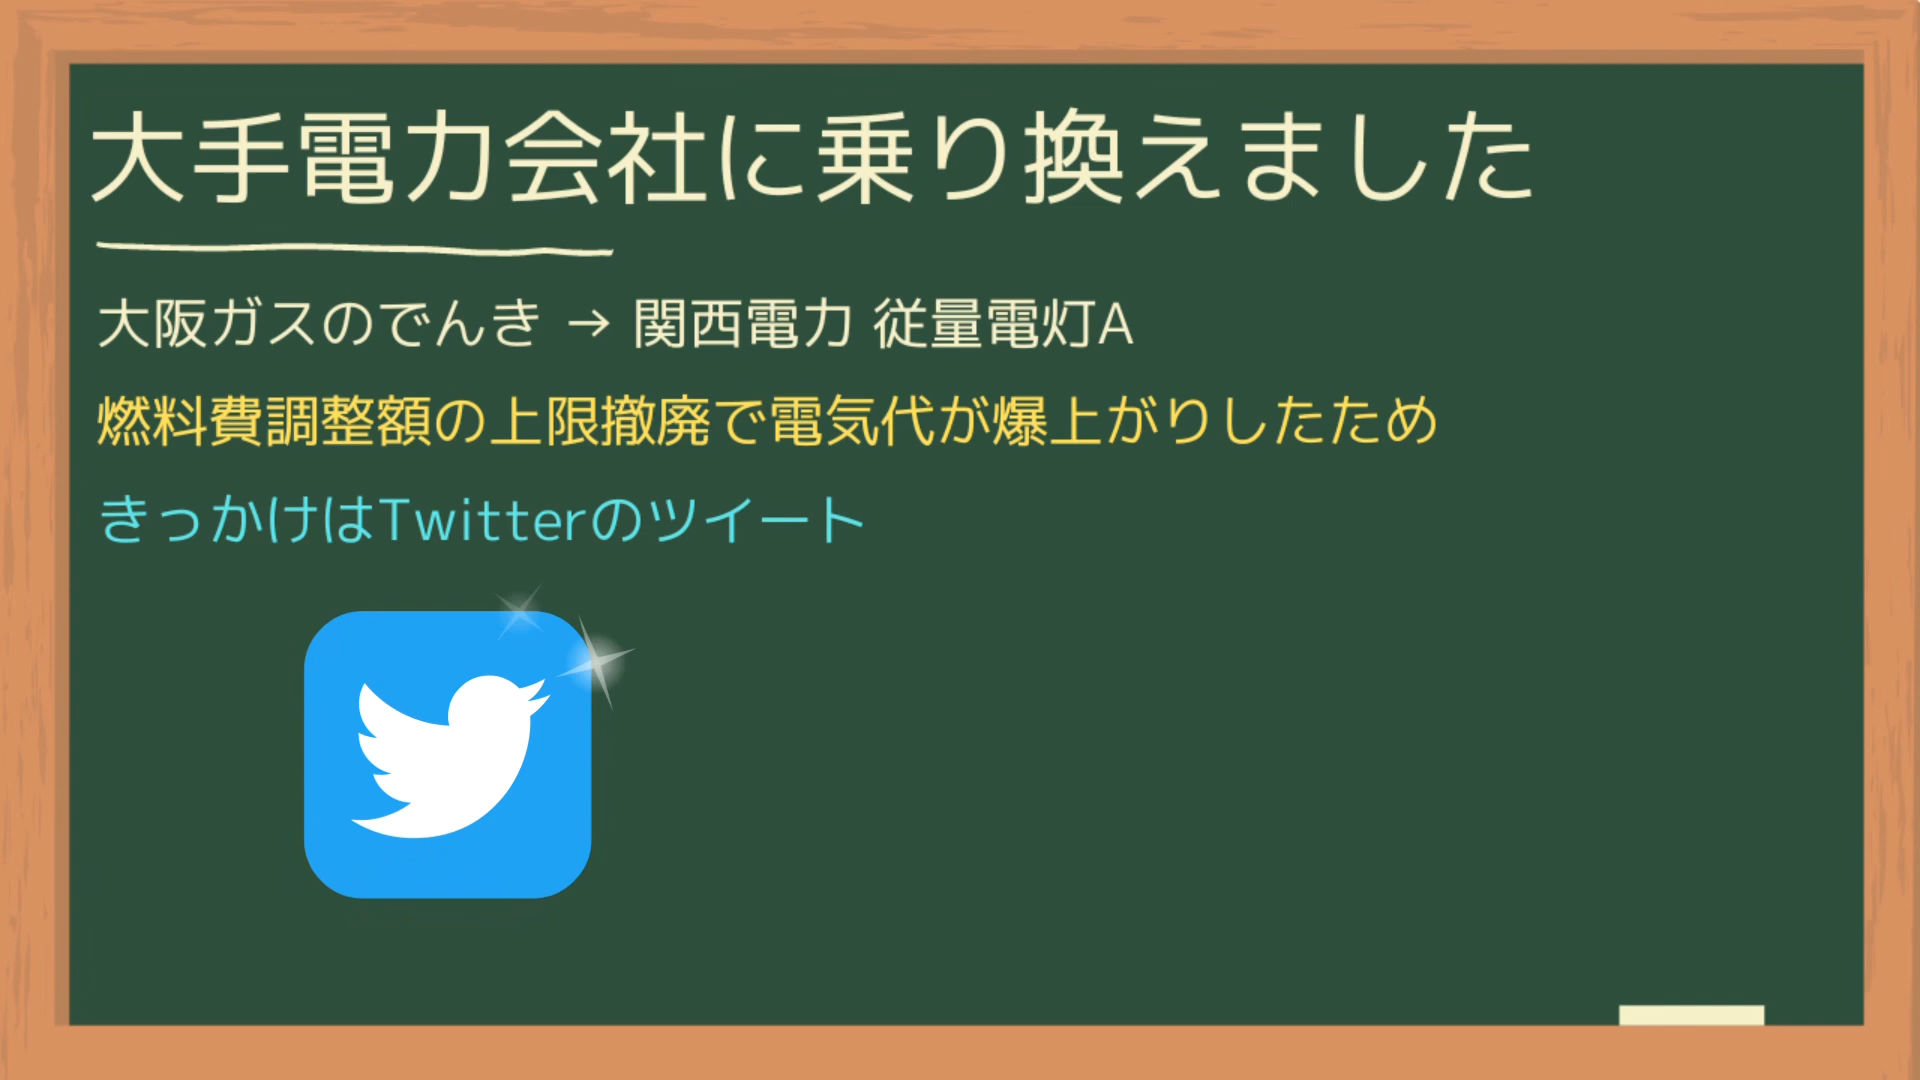 大手電力会社に乗り換えました
大阪ガスのでんき → 関西電力 従量電灯A
燃料費調整額の上限撤廃で電気代が爆上がりしたため
きっかけはTwitterのツイート